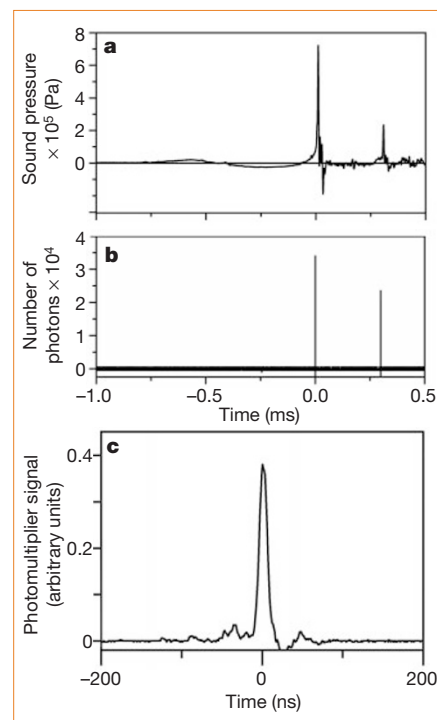 a
8
6
4
2
0
Sound pressure
× 10⁵ (Pa)
b
4
3
2
1
0
Number of
photons × 10⁴
−1.0 −0.5 0.0 0.5
Time (ms)
c
0.4
0.2
0
Photomultiplier signal
(arbitrary units)
−200 0 200
Time (ns)